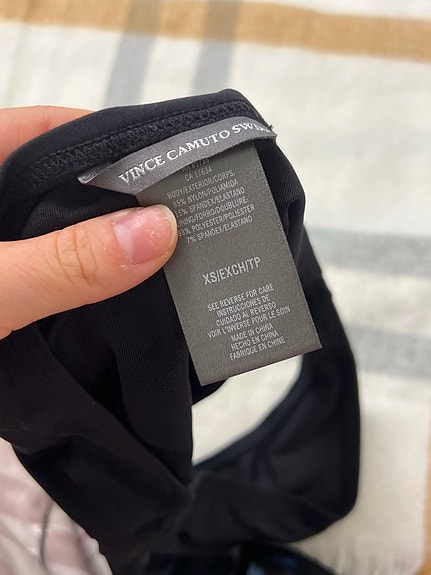 VINCE CAMUTO SWIM
CA 17634
BODY/EXTERIOR/CORPS:
85% NYLON/POLIAMIDA
15% SPANDEX/ELASTANO
LINING/FORRO/DOUBLURE:
93% POLYESTER/POLIESTER
7% SPANDEX/ELASTANO
XS/EXCH/TP
SEE REVERSE FOR CARE
INSTRUCCIONES DE
CUIDADO AL REVERSO
VOIR L'INVERSE POUR LE SOIN
MADE IN CHINA
HECHO EN CHINA
FABRIQUE EN CHINE